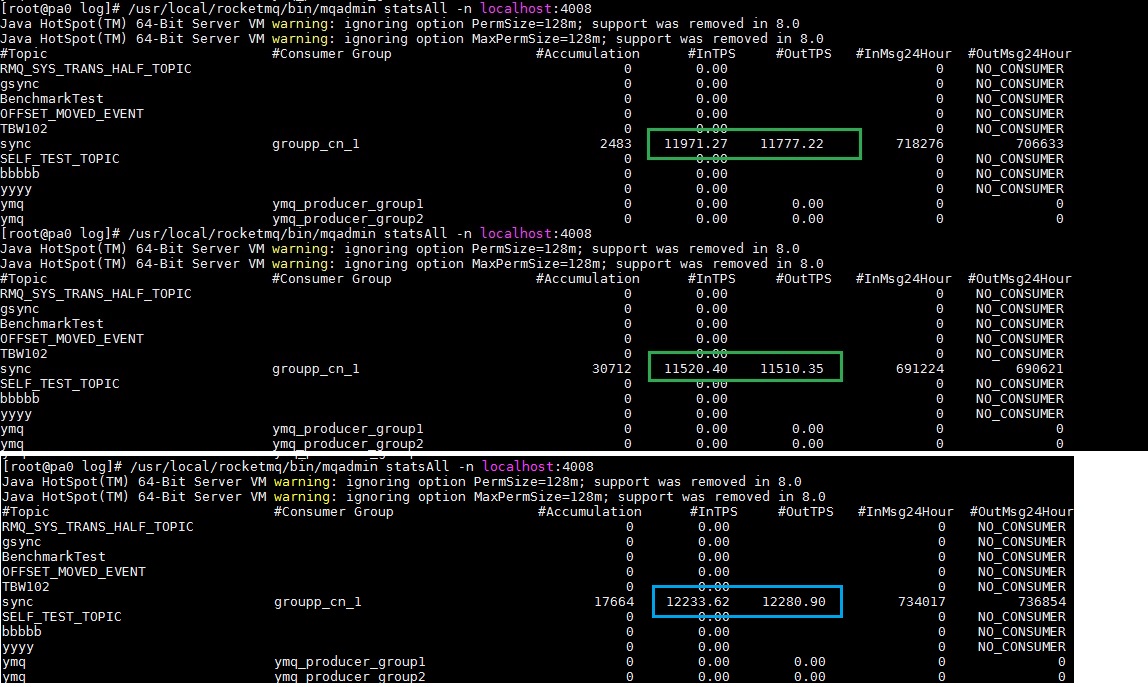 [root@pa0 log]# /usr/local/rocketmq/bin/mqadmin statsAll -n localhost:4008
Java HotSpot(TM) 64-Bit Server VM warning: ignoring option PermSize=128m; support was removed in 8.0
Java HotSpot(TM) 64-Bit Server VM warning: ignoring option MaxPermSize=128m; support was removed in 8.0
#Topic #Consumer Group #Accumulation #InTPS #OutTPS #InMsg24Hour #OutMsg24Hour
RMQ_SYS_TRANS_HALF_TOPIC 0 0.00 0 NO_CONSUMER
gsync 0 0.00 0 NO_CONSUMER
BenchmarkTest 0 0.00 0 NO_CONSUMER
OFFSET_MOVED_EVENT 0 0.00 0 NO_CONSUMER
TBW102 0 0.00 0 NO_CONSUMER
sync groupp_cn_1 2483 11971.27 11777.22 718276 706633
SELF_TEST_TOPIC 0 0.00 0 NO_CONSUMER
bbbbb 0 0.00 0 NO_CONSUMER
yyyy 0 0.00 0 NO_CONSUMER
ymq ymq_producer_group1 0 0.00 0.00 0 0
ymq ymq_producer_group2 0 0.00 0.00 0 0
[root@pa0 log]# /usr/local/rocketmq/bin/mqadmin statsAll -n localhost:4008
Java HotSpot(TM) 64-Bit Server VM warning: ignoring option PermSize=128m; support was removed in 8.0
Java HotSpot(TM) 64-Bit Server VM warning: ignoring option MaxPermSize=128m; support was removed in 8.0
#Topic #Consumer Group #Accumulation #InTPS #OutTPS #InMsg24Hour #OutMsg24Hour
RMQ_SYS_TRANS_HALF_TOPIC 0 0.00 0 NO_CONSUMER
gsync 0 0.00 0 NO_CONSUMER
BenchmarkTest 0 0.00 0 NO_CONSUMER
OFFSET_MOVED_EVENT 0 0.00 0 NO_CONSUMER
TBW102 0 0.00 0 NO_CONSUMER
sync groupp_cn_1 30712 11520.40 11510.35 691224 690621
SELF_TEST_TOPIC 0 0.00 0 NO_CONSUMER
bbbbb 0 0.00 0 NO_CONSUMER
yyyy 0 0.00 0 NO_CONSUMER
ymq ymq_producer_group1 0 0.00 0.00 0 0
ymq ymq_producer_group2 0 0.00 0.00 0 0
[root@pa0 log]# /usr/local/rocketmq/bin/mqadmin statsAll -n localhost:4008
Java HotSpot(TM) 64-Bit Server VM warning: ignoring option PermSize=128m; support was removed in 8.0
Java HotSpot(TM) 64-Bit Server VM warning: ignoring option MaxPermSize=128m; support was removed in 8.0
#Topic #Consumer Group #Accumulation #InTPS #OutTPS #InMsg24Hour #OutMsg24Hour
RMQ_SYS_TRANS_HALF_TOPIC 0 0.00 0 NO_CONSUMER
gsync 0 0.00 0 NO_CONSUMER
BenchmarkTest 0 0.00 0 NO_CONSUMER
OFFSET_MOVED_EVENT 0 0.00 0 NO_CONSUMER
TBW102 0 0.00 0 NO_CONSUMER
sync groupp_cn_1 17664 12233.62 12280.90 734017 736854
SELF_TEST_TOPIC 0 0.00 0 NO_CONSUMER
bbbbb 0 0.00 0 NO_CONSUMER
yyyy 0 0.00 0 NO_CONSUMER
ymq ymq_producer_group1 0 0.00 0.00 0 0
ymq ymq_producer_group2 0 0.00 0.00 0 0